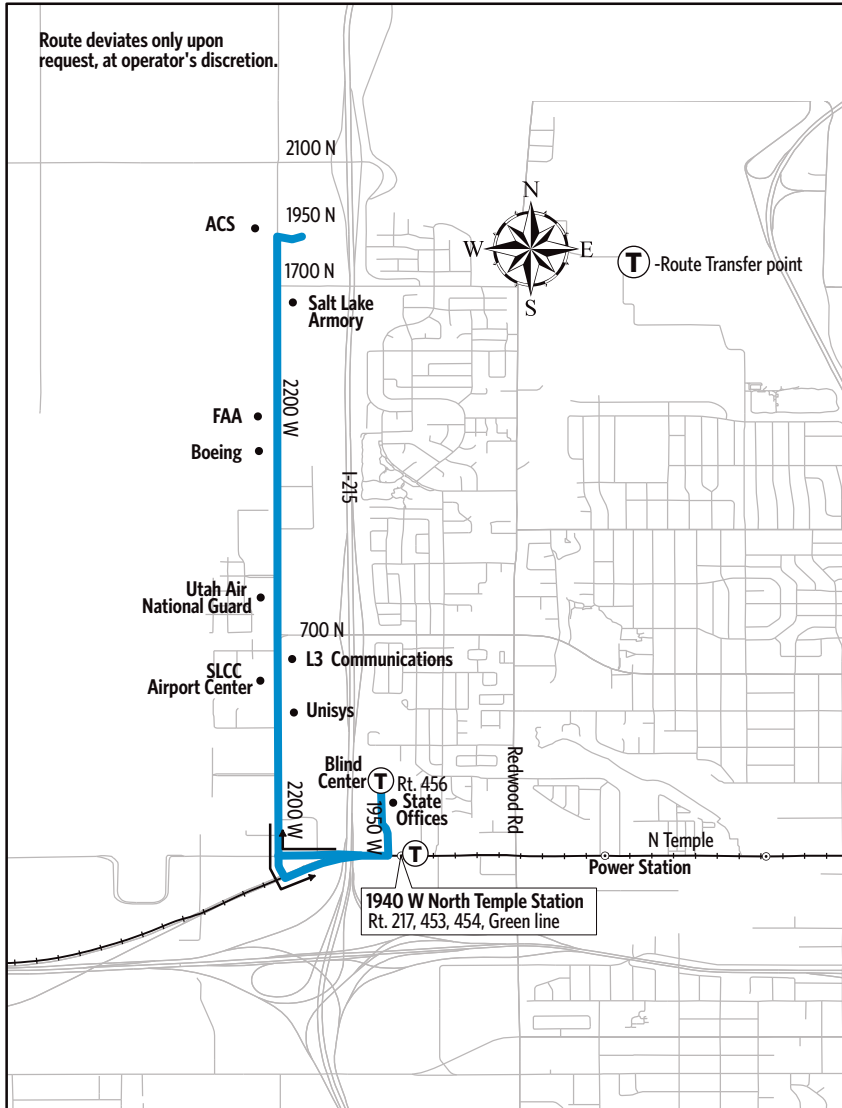 Route deviates only upon
request, at operator's discretion.
2100 N
1950 N
ACS
N
W
E
S
T
-Route Transfer point
1700 N
Salt Lake
Armory
2200 W
FAA
Boeing
I-215
Utah Air
National Guard
700 N
L3 Communications
SLCC
Airport Center
Unisys
Redwood Rd
Blind
Center
T
Rt. 456
State
Offices
2200 W
1950 W
N Temple
T
Power Station
1940 W North Temple Station
Rt. 217, 453, 454, Green line